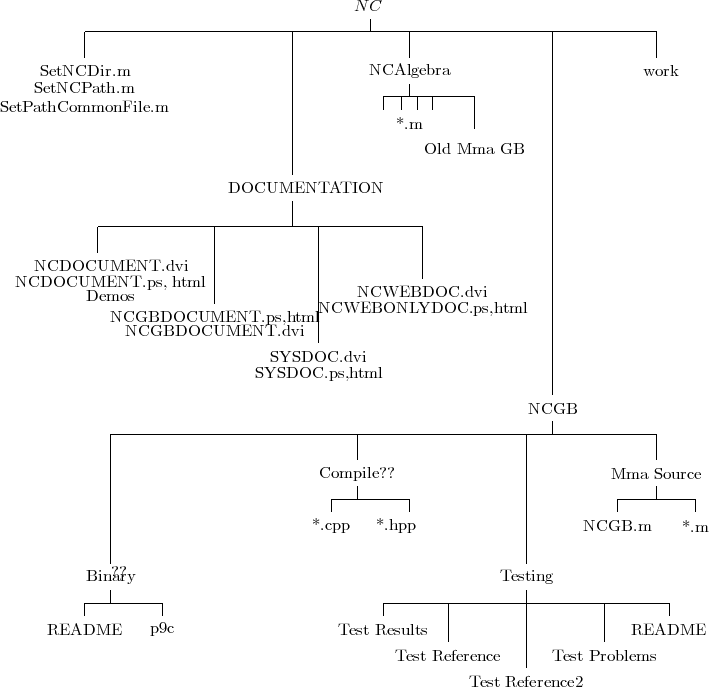 NC
SetNCDir.m
SetNCPath.m
SetPathCommonFile.m
NCAlgebra
work
*.m
Old Mma GB
DOCUMENTATION
NCDOCUMENT.dvi
NCDOCUMENT.ps, html
Demos
NCGBDOCUMENT.ps,html
NCGBDOCUMENT.dvi
NCWEBDOC.dvi
NCWEBONLYDOC.ps,html
SYSDOC.dvi
SYSDOC.ps,html
NCGB
Compile??
Mma Source
*.cpp
*.hpp
NCGB.m
*.m
??
Binary
Testing
README
p9c
Test Results
README
Test Reference
Test Problems
Test Reference2